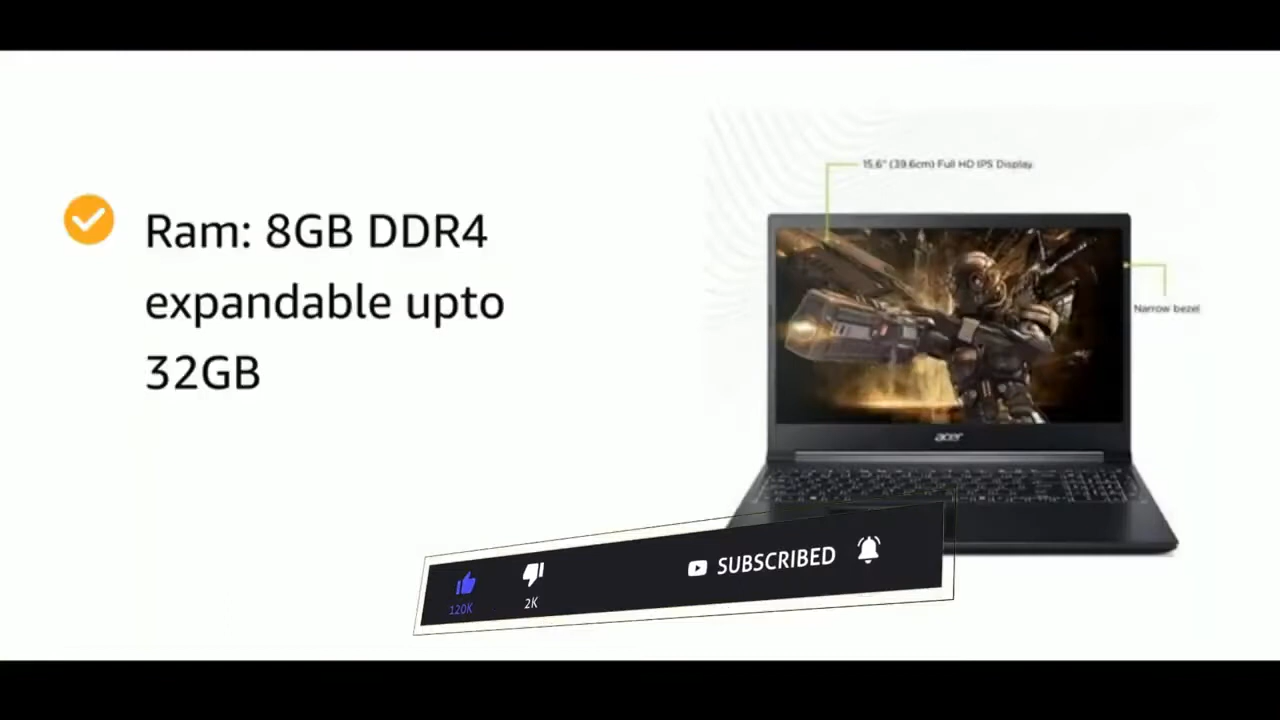 Ram: 8GB DDR4
expandable upto
32GB
15.6" (39.6cm) Full HD IPS Display
Narrow bezel
acer
120K
2K
SUBSCRIBED